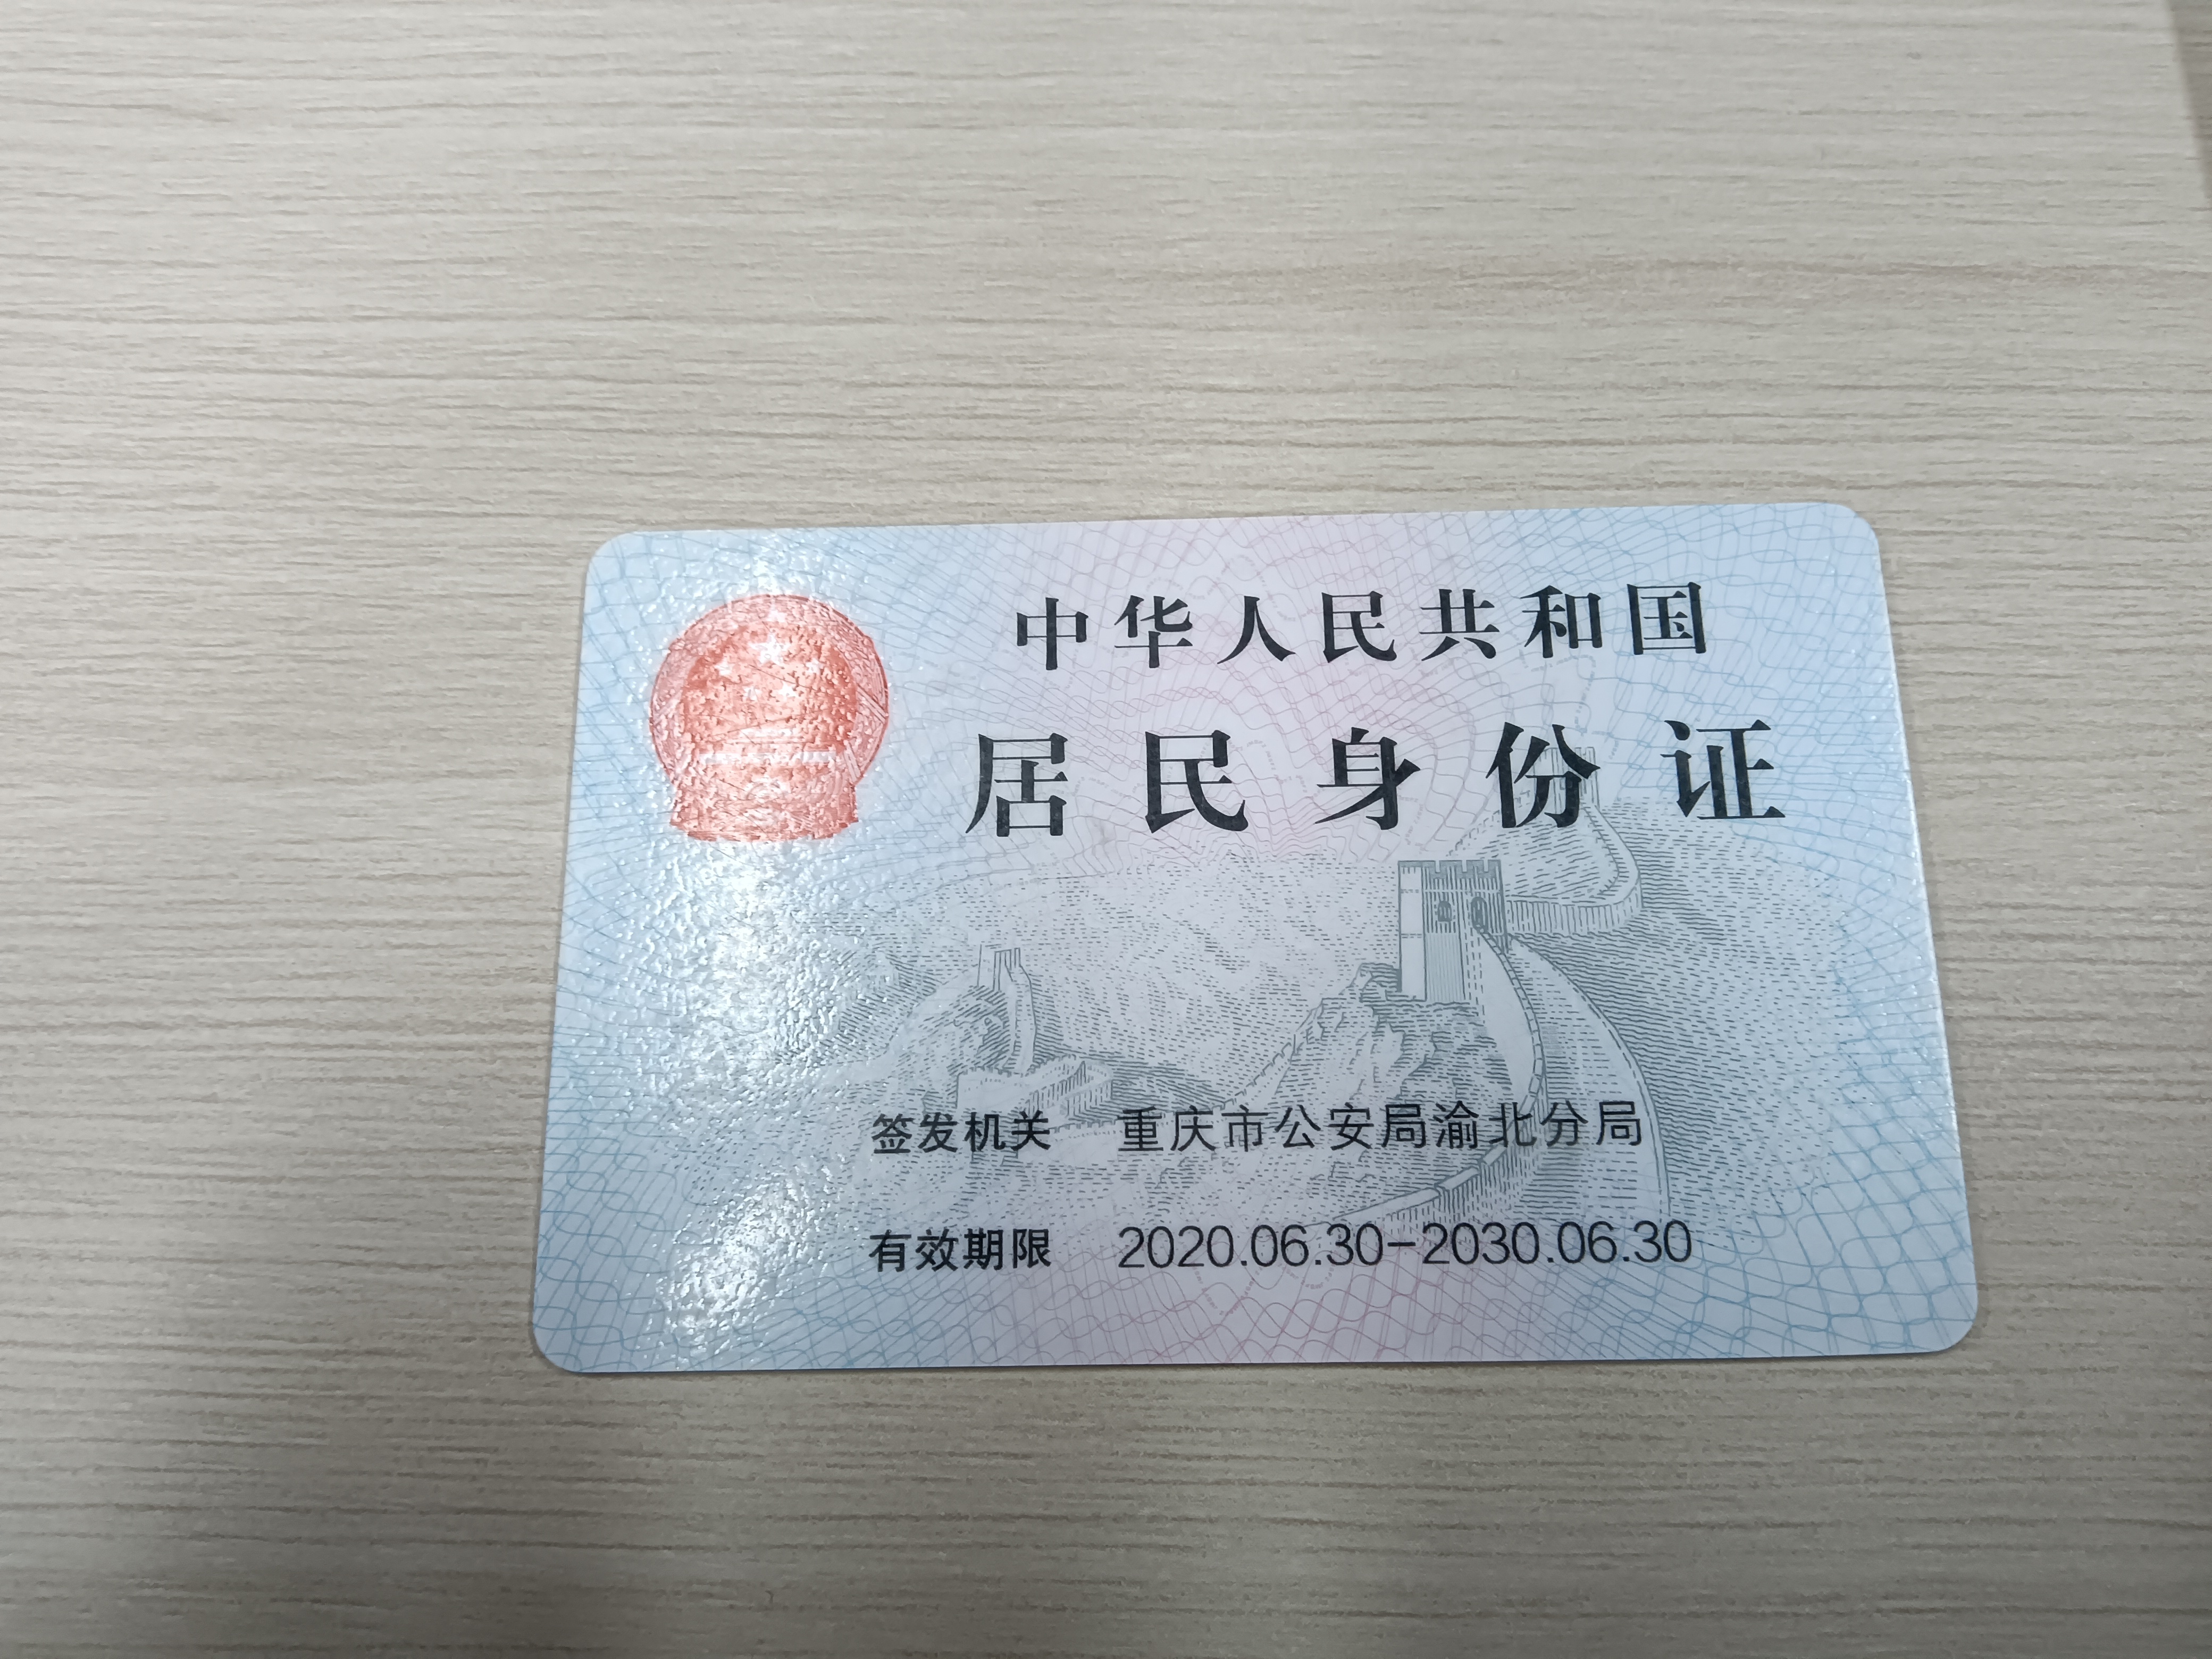 中华人民共和国
居民身份证
签发机关 重庆市公安局渝北分局
有效期限 2020.06.30-2030.06.30